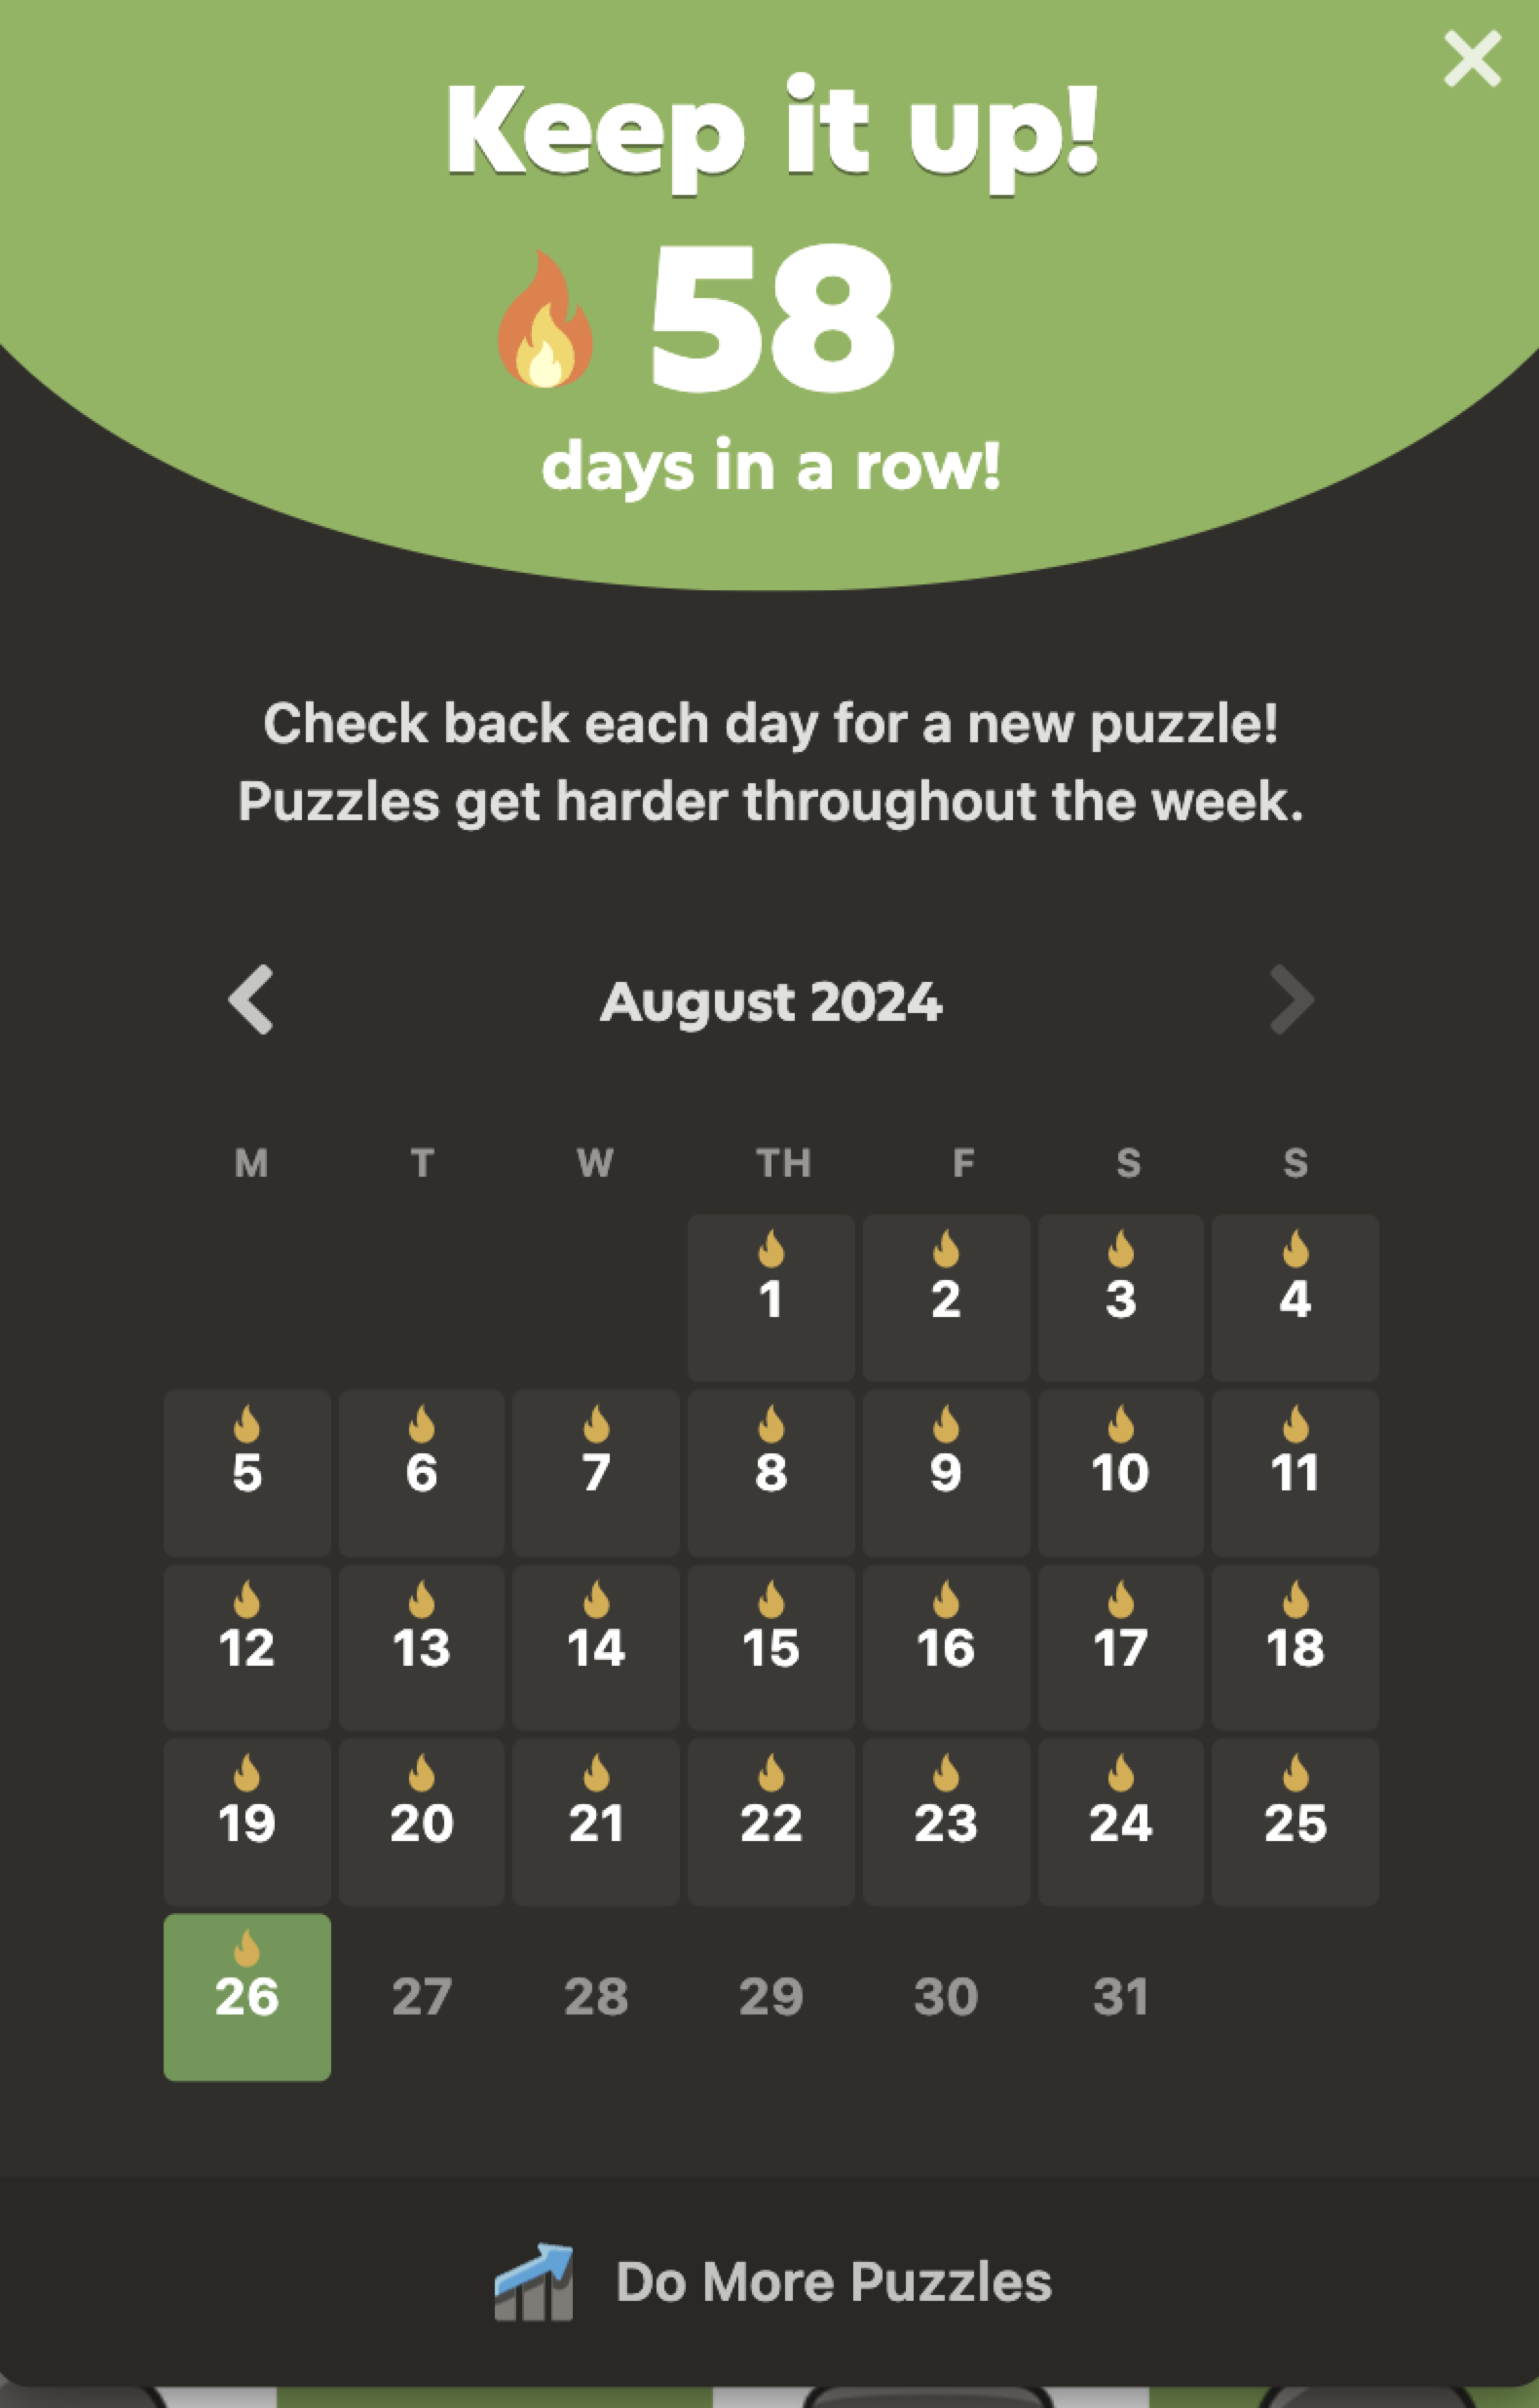 Keep it up!
58
days in a row!
Check back each day for a new puzzle!
Puzzles get harder throughout the week.
August 2024
M T W TH F S S
1 2 3 4
5 6 7 8 9 10 11
12 13 14 15 16 17 18
19 20 21 22 23 24 25
26 27 28 29 30 31
Do More Puzzles